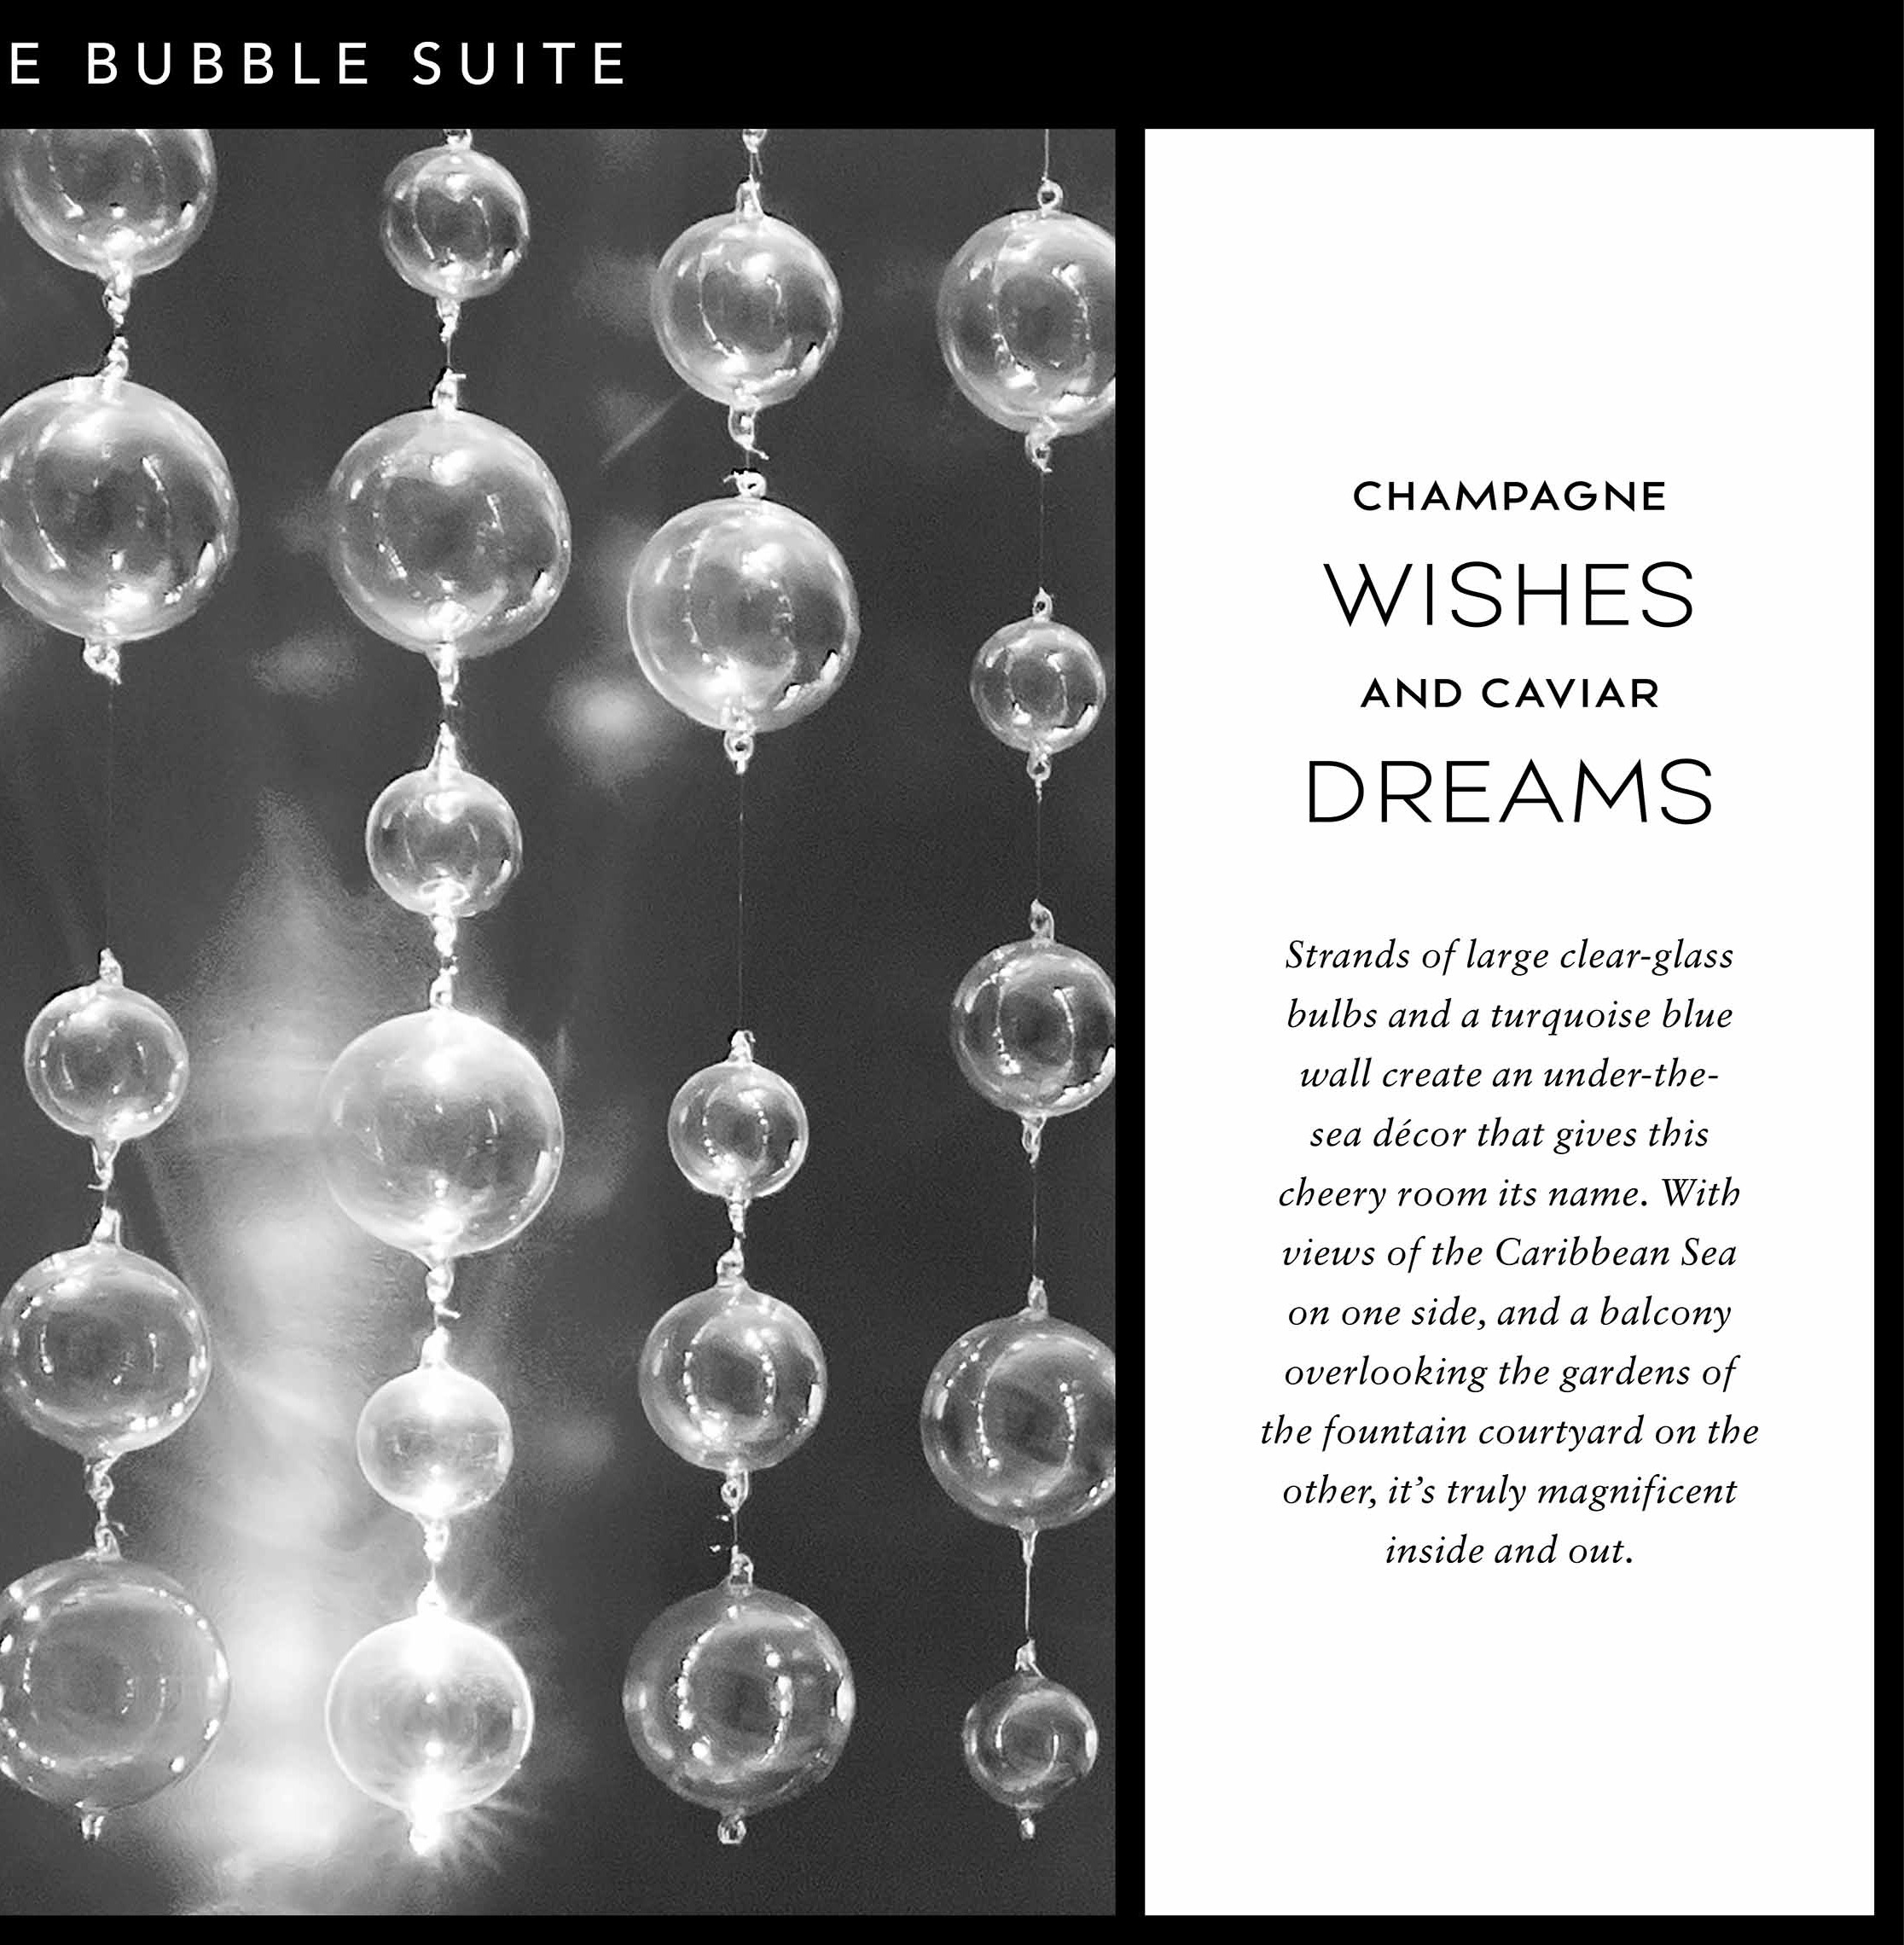 E BUBBLE SUITE
CHAMPAGNE
WISHES
AND CAVIAR
DREAMS
Strands of large clear-glass
bulbs and a turquoise blue
wall create an under-the-
sea décor that gives this
cheery room its name. With
views of the Caribbean Sea
on one side, and a balcony
overlooking the gardens of
the fountain courtyard on the
other, it’s truly magnificent
inside and out.